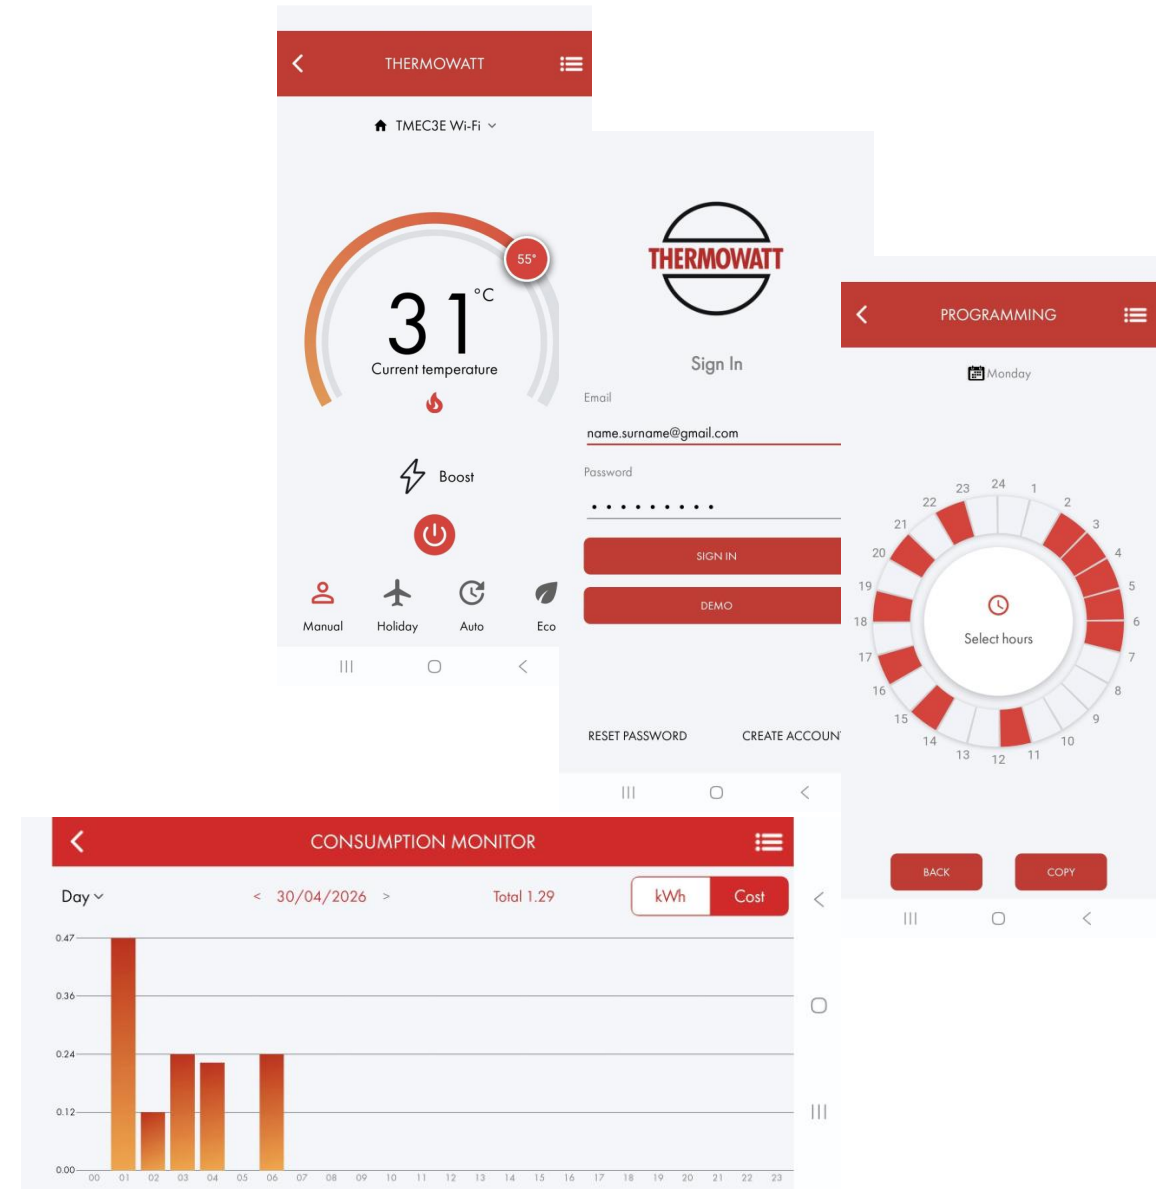 THERMOWATT
TMEC3E Wi-Fi
55°
31°C
Current temperature
Boost
Manual
Holiday
Auto
Eco
THERMOWATT
Sign In
Email
name.surname@gmail.com
Password
SIGN IN
DEMO
RESET PASSWORD
CREATE ACCOUN
PROGRAMMING
Monday
24
1
2
3
4
5
6
7
8
9
10
11
12
13
14
15
16
17
18
19
20
21
22
23
Select hours
BACK
COPY
CONSUMPTION MONITOR
Day
< 30/04/2026 >
Total 1.29
kWh
Cost
0.47
0.36
0.24
0.12
0.00
00 01 02 03 04 05 06 07 08 09 10 11 12 13 14 15 16 17 18 19 20 21 22 23